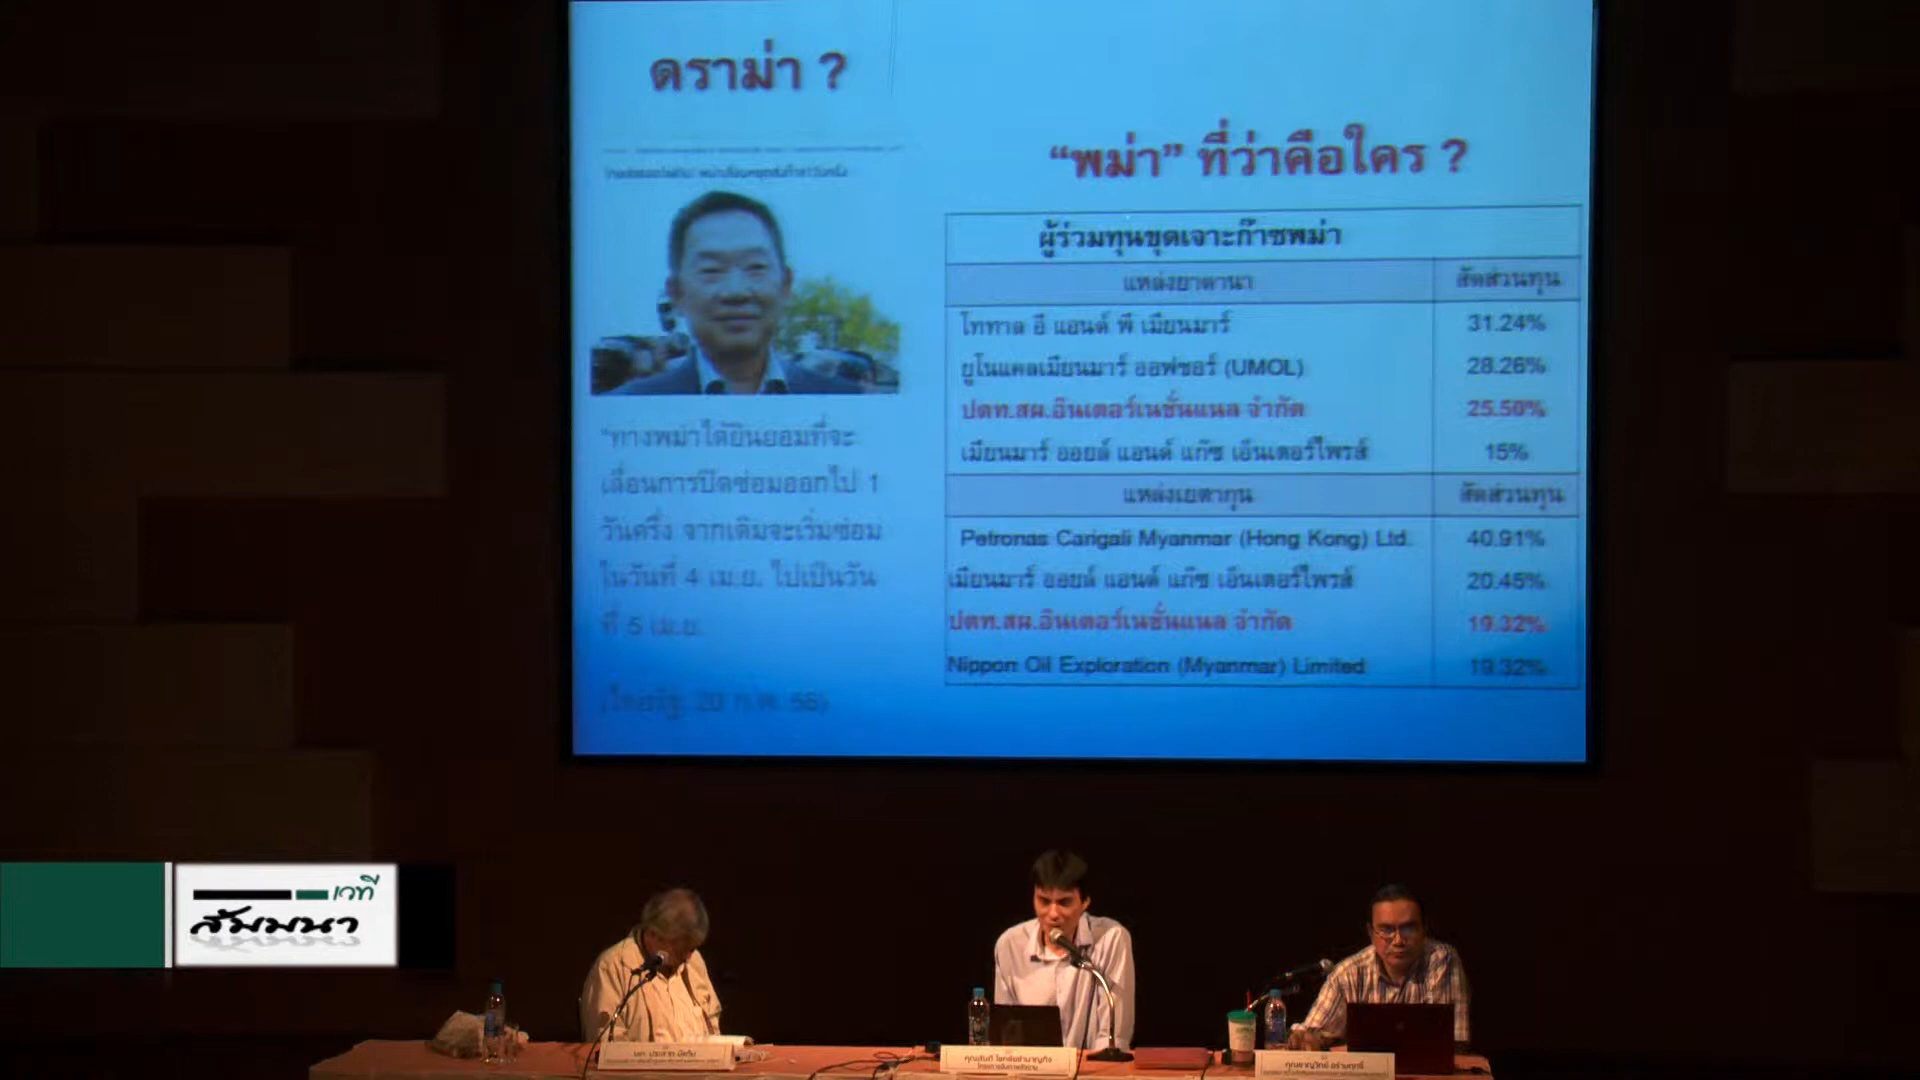 ดราม่า ?
“พม่า” ที่ว่าคือใคร ?
"ทางพม่าได้ยินยอมที่จะ
เลื่อนการปิดซ่อมออกไป 1
วันครึ่ง จากเดิมจะเริ่มซ่อม
ในวันที่ 4 เม.ย. ไปเป็นวัน
ที่ 5 เม.ย.
(ไทยรัฐ, 20 ก.พ. 56)
ผู้ร่วมทุนขุดเจาะก๊าซพม่า
แหล่งยาดานา สัดส่วนทุน
โททาล อี แอนด์ พี เมียนมาร์ 31.24%
ยูโนแคลเมียนมาร์ ออฟชอร์ (UMOL) 28.26%
ปตท.สผ.อินเตอร์เนชั่นแนล จำกัด 25.50%
เมียนมาร์ ออยล์ แอนด์ แก๊ซ เอ็นเตอร์ไพรส์ 15%
แหล่งเยตากุน สัดส่วนทุน
Petronas Carigali Myanmar (Hong Kong) Ltd. 40.91%
เมียนมาร์ ออยล์ แอนด์ แก๊ซ เอ็นเตอร์ไพรส์ 20.45%
ปตท.สผ.อินเตอร์เนชั่นแนล จำกัด 19.32%
Nippon Oil Exploration (Myanmar) Limited 19.32%
เวที
สัมมนา